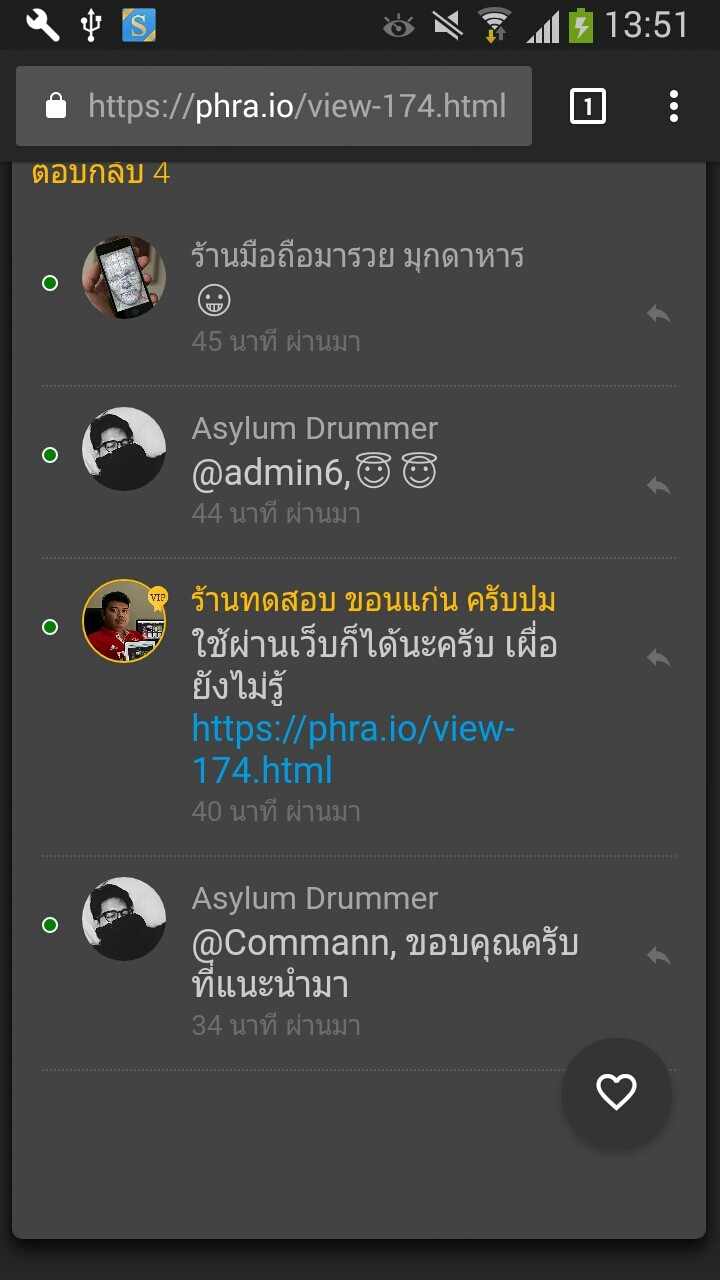 S
13:51
https://phra.io/view-174.html
1
ตอบกลับ 4
ร้านมือถือมารวย มุกดาหาร
😀
45 นาที ผ่านมา
Asylum Drummer
@admin6,😇 😇
44 นาที ผ่านมา
VIP
ร้านทดสอบ ขอนแก่น ครับปม
ใช้ผ่านเว็บก็ได้นะครับ เผื่อ
ยังไม่รู้
https://phra.io/view-
174.html
40 นาที ผ่านมา
Asylum Drummer
@Commann, ขอบคุณครับ
ที่แนะนำมา
34 นาที ผ่านมา